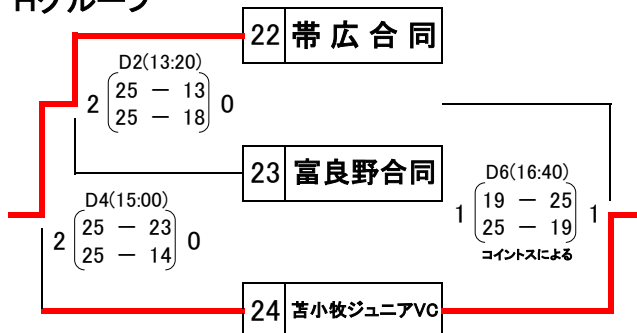 Hグループ
22 帯広合同
D2(13:20)
2 25 － 13 0
25 － 18
23 富良野合同
D4(15:00)
2 25 － 23 0
25 － 14
D6(16:40)
1 19 － 25 1
25 － 19
コイントスによる
24 苫小牧ジュニアVC